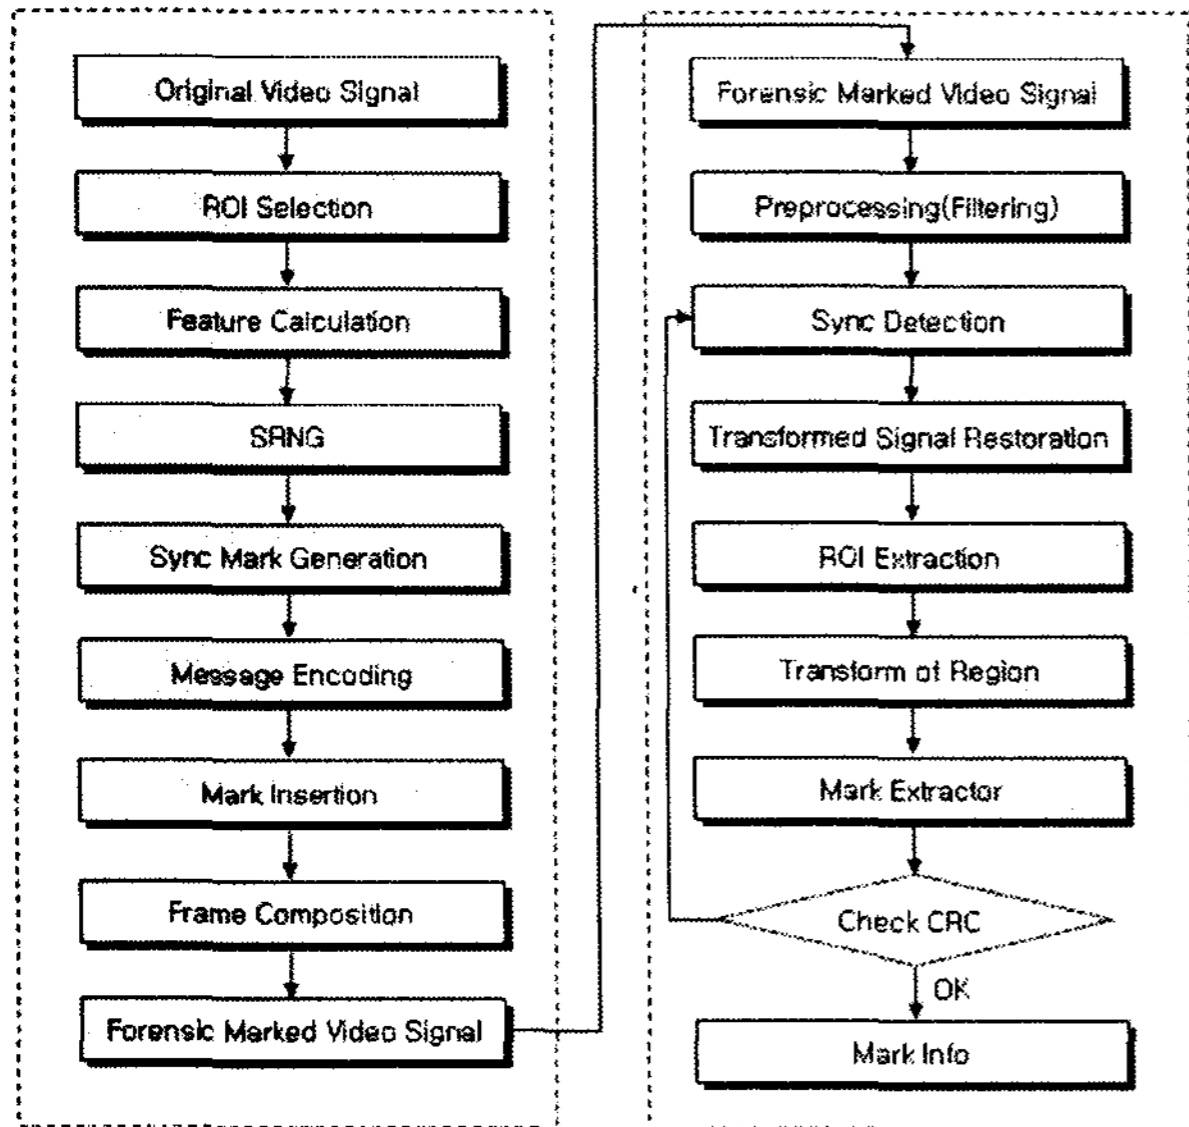 Original Video Signal
ROI Selection
Feature Calculation
SRNG
Sync Mark Generation
Message Encoding
Mark Insertion
Frame Composition
Forensic Marked Video Signal
Forensic Marked Video Signal
Preprocessing(Filtering)
Sync Detection
Transformed Signal Restoration
ROI Extraction
Transform of Region
Mark Extractor
Check CRC
OK
Mark Info